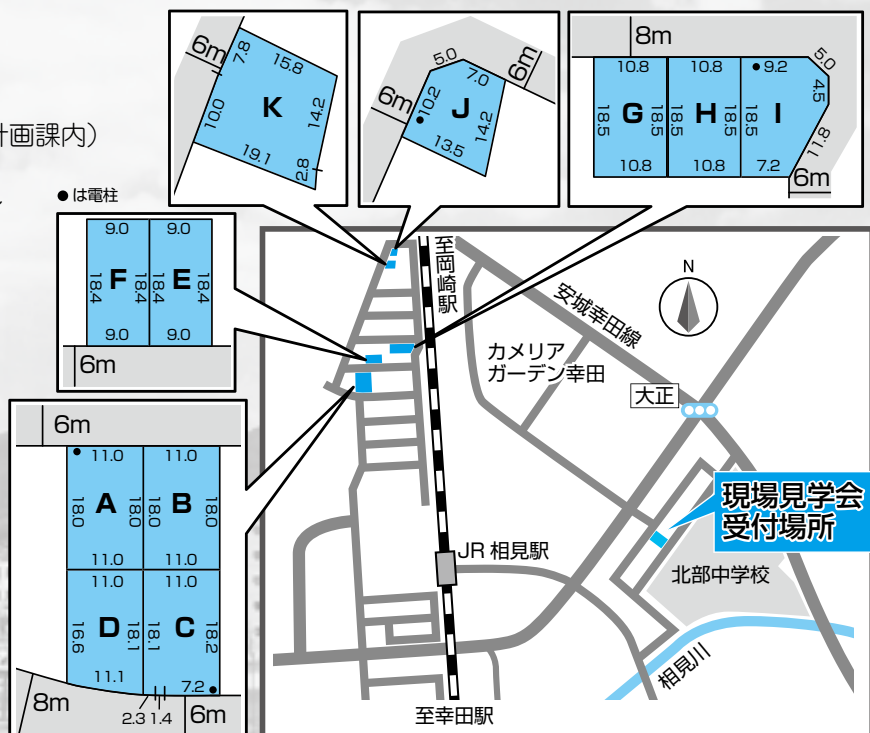 計画課内)
●は電柱
6m
7.8
15.8
10.0
K
14.2
19.1
2.8
5.0
7.0
6m
6m
10.2
J
14.2
13.5
8m
10.8
10.8
9.2
5.0
18.5
G
18.5
18.5
H
18.5
18.5
I
4.5
11.8
10.8
10.8
7.2
6m
9.0
9.0
18.4
F
18.4
18.4
E
18.4
9.0
9.0
6m
6m
11.0
11.0
18.0
A
18.0
18.0
B
18.0
11.0
11.0
11.0
11.0
16.6
D
18.1
18.1
C
18.2
11.1
7.2
8m
2.3
1.4
6m
至岡崎駅
安城幸田線
N
カメリア
ガーデン幸田
大正
現場見学会
受付場所
JR 相見駅
北部中学校
相見川
至幸田駅